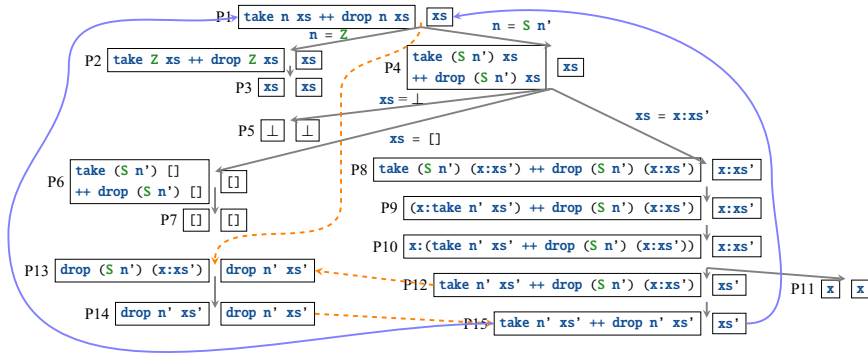 P1 take n xs ++ drop n xs xs
n = Z
n = S n’
P2 take Z xs ++ drop Z xs xs
P3 xs xs
P4 take (S n’) xs
++ drop (S n’) xs xs
xs = ⊥
P5 ⊥ ⊥
xs = []
xs = x:xs’
P6 take (S n’) []
++ drop (S n’) [] []
P7 [] []
P8 take (S n’) (x:xs’) ++ drop (S n’) (x:xs’) x:xs’
P9 (x:take n’ xs’) ++ drop (S n’) (x:xs’) x:xs’
P10 x:(take n’ xs’ ++ drop (S n’) (x:xs’)) x:xs’
P13 drop (S n’) (x:xs’) drop n’ xs’
P12 take n’ xs’ ++ drop (S n’) (x:xs’) xs’
P11 x x
P14 drop n’ xs’ drop n’ xs’
P15 take n’ xs’ ++ drop n’ xs’ xs’